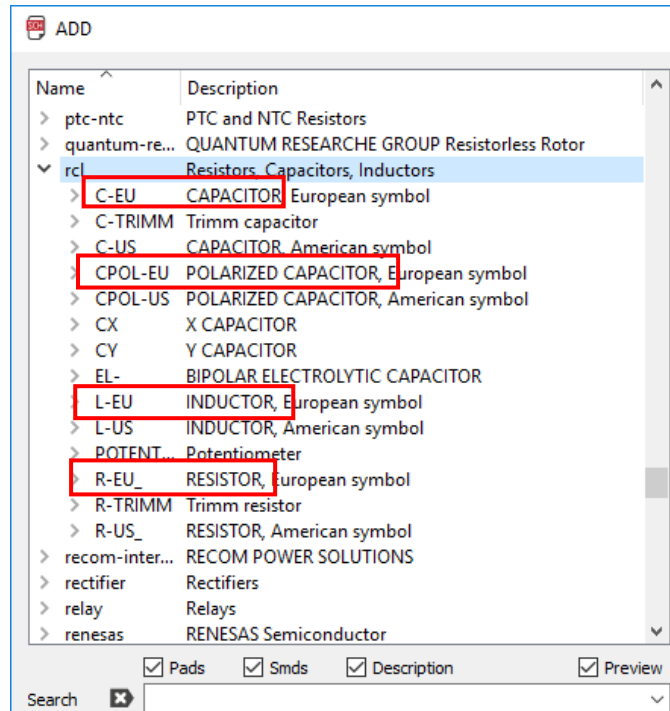 SCH ADD
Name Description
ptc-ntc PTC and NTC Resistors
quantum-re... QUANTUM RESEARCHE GROUP Resistorless Rotor
rcl Resistors, Capacitors, Inductors
C-EU CAPACITOR, European symbol
C-TRIMM Trimm capacitor
C-US CAPACITOR, American symbol
CPOL-EU POLARIZED CAPACITOR, European symbol
CPOL-US POLARIZED CAPACITOR, American symbol
CX X CAPACITOR
CY Y CAPACITOR
EL- BIPOLAR ELECTROLYTIC CAPACITOR
L-EU INDUCTOR, European symbol
L-US INDUCTOR, American symbol
POTENT... Potentiometer
R-EU_ RESISTOR, European symbol
R-TRIMM Trimm resistor
R-US_ RESISTOR, American symbol
recom-inter... RECOM POWER SOLUTIONS
rectifier Rectifiers
relay Relays
renesas RENESAS Semiconductor
Pads Smds Description Preview
Search